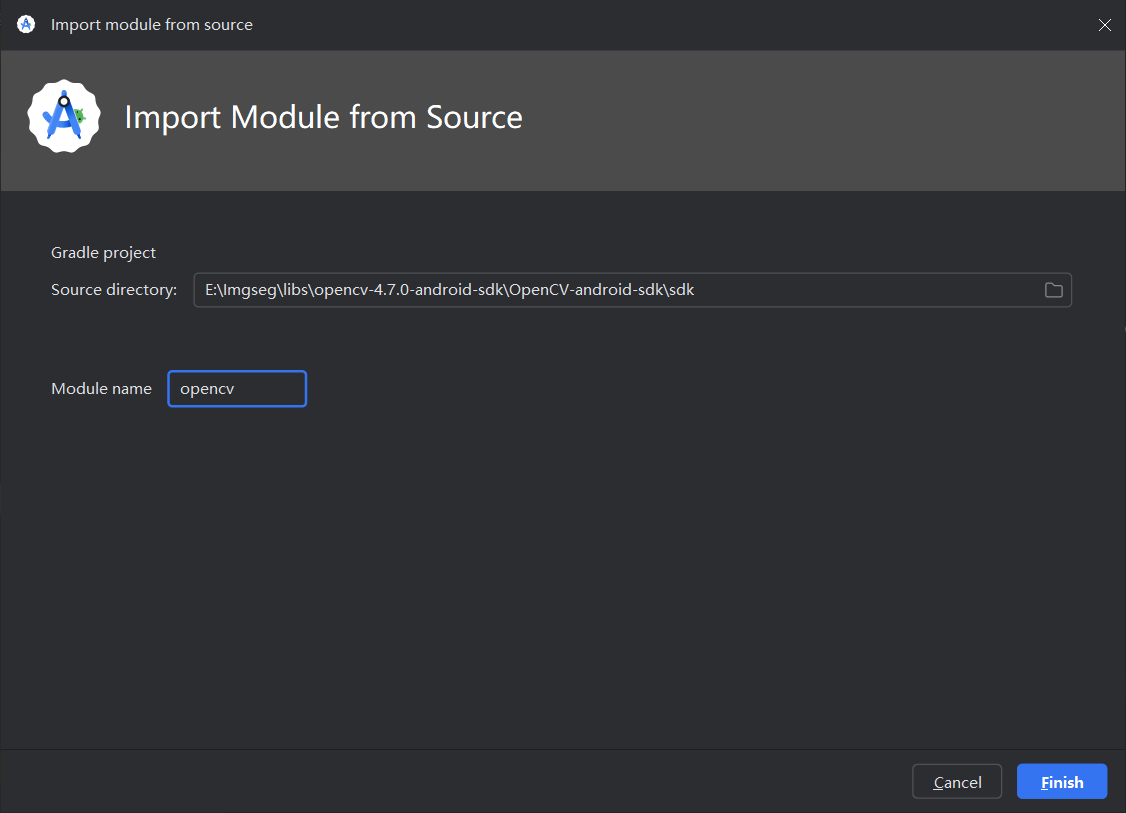 Import module from source
Import Module from Source
Gradle project
Source directory: E:\Imgseg\libs\opencv-4.7.0-android-sdk\OpenCV-android-sdk\sdk
Module name opencv
Cancel Finish